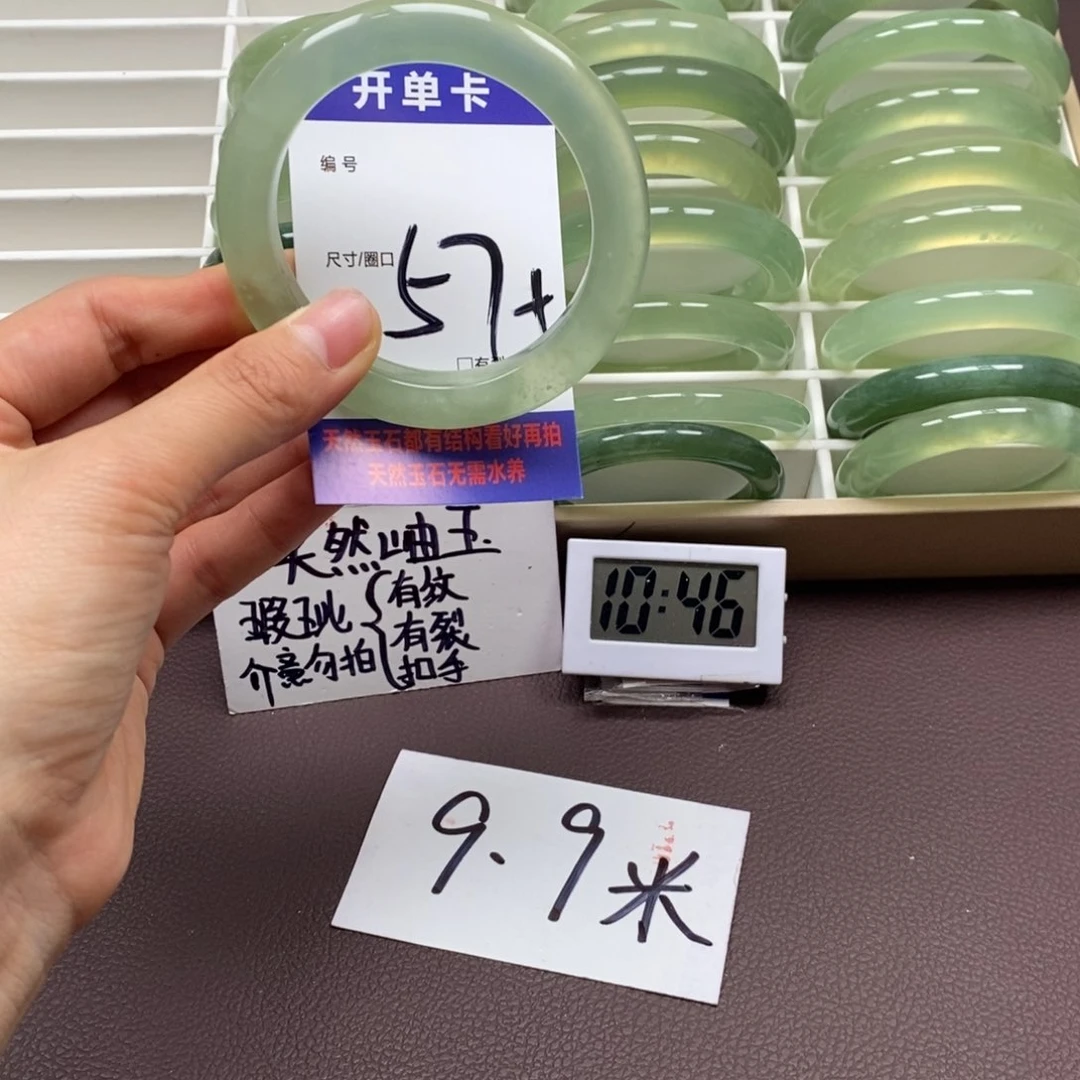 开单卡
编号
尺寸/圈口 57+
□有
天然玉石都有结构看好再拍
天然玉石无需水养
天然岫玉
瑕玼{有纹
有裂
介意勿拍 扣手
10:46
9.9米